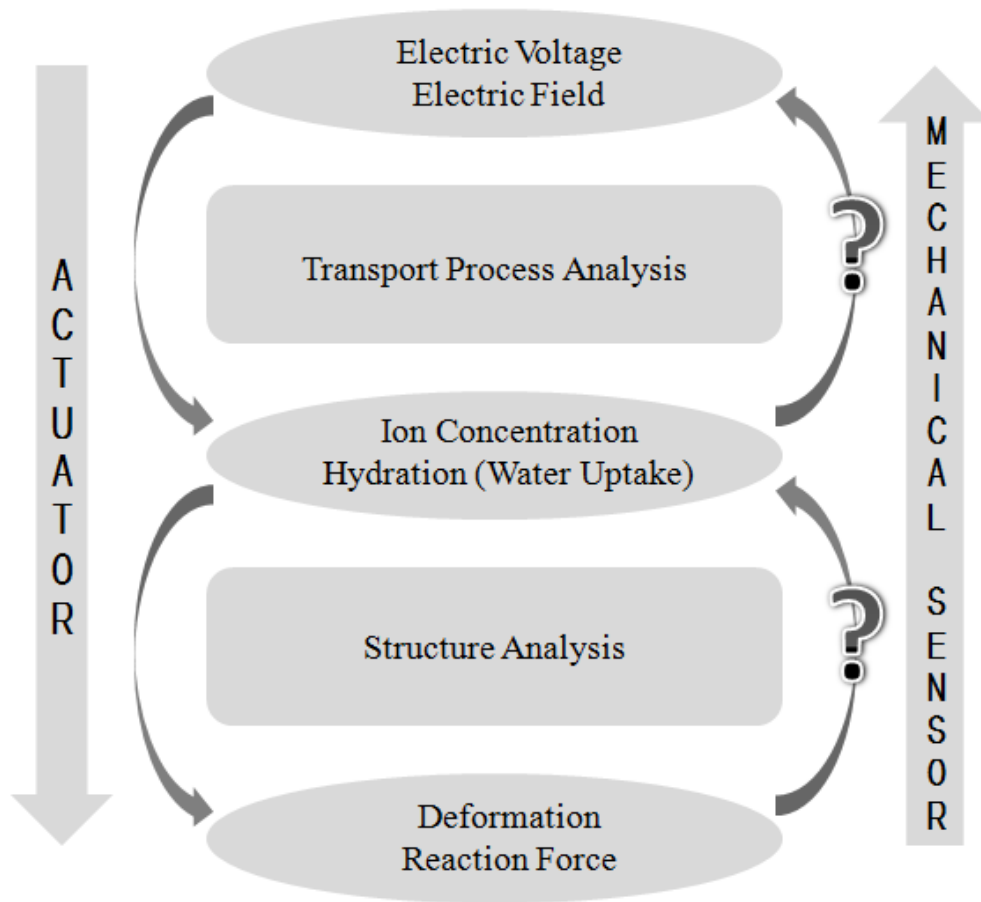 Electric Voltage
Electric Field
ACTUATOR
MECHANICAL SENSOR
?
Transport Process Analysis
Ion Concentration
Hydration (Water Uptake)
?
Structure Analysis
Deformation
Reaction Force